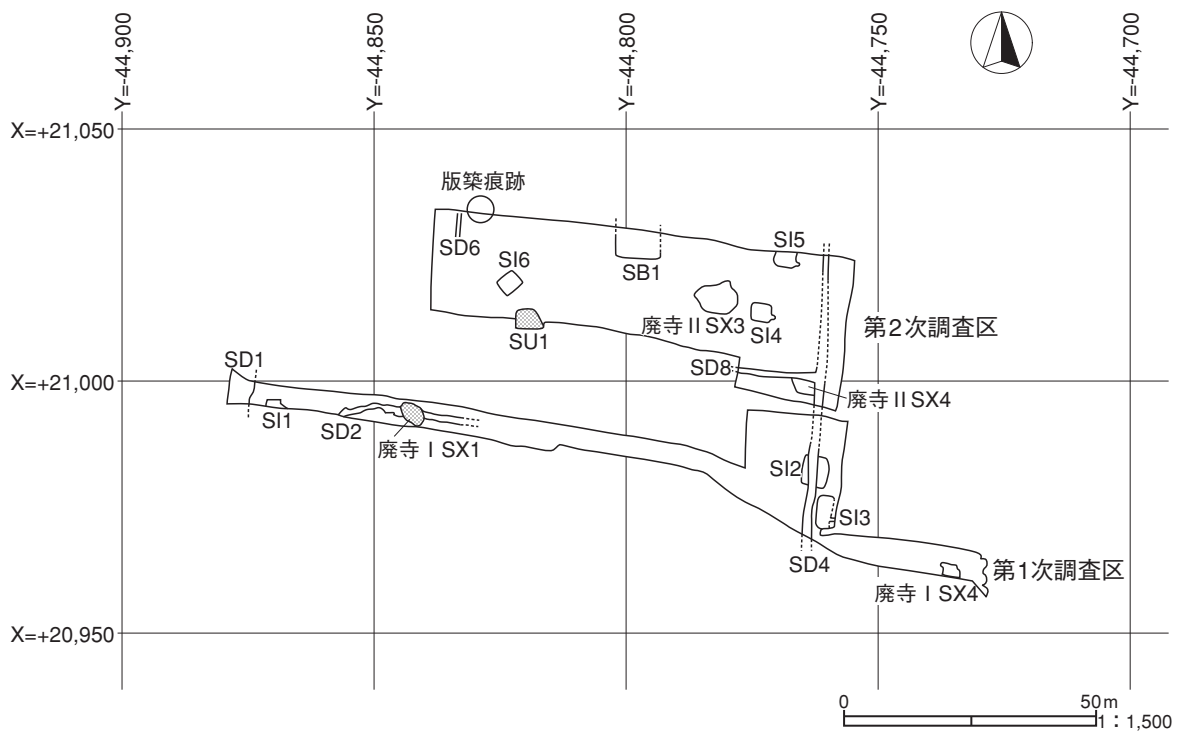 Y=-44,900
Y=-44,850
Y=-44,800
Y=-44,750
Y=-44,700
X=+21,050
版築痕跡
SD6
SI6
SB1
SI5
廃寺ⅡSX3
SI4
SU1
第2次調査区
SD8
X=+21,000
SD1
廃寺ⅡSX4
SI1
SD2
廃寺ⅠSX1
SI2
SI3
SD4
第1次調査区
廃寺ⅠSX4
X=+20,950
0
50m
1：1,500